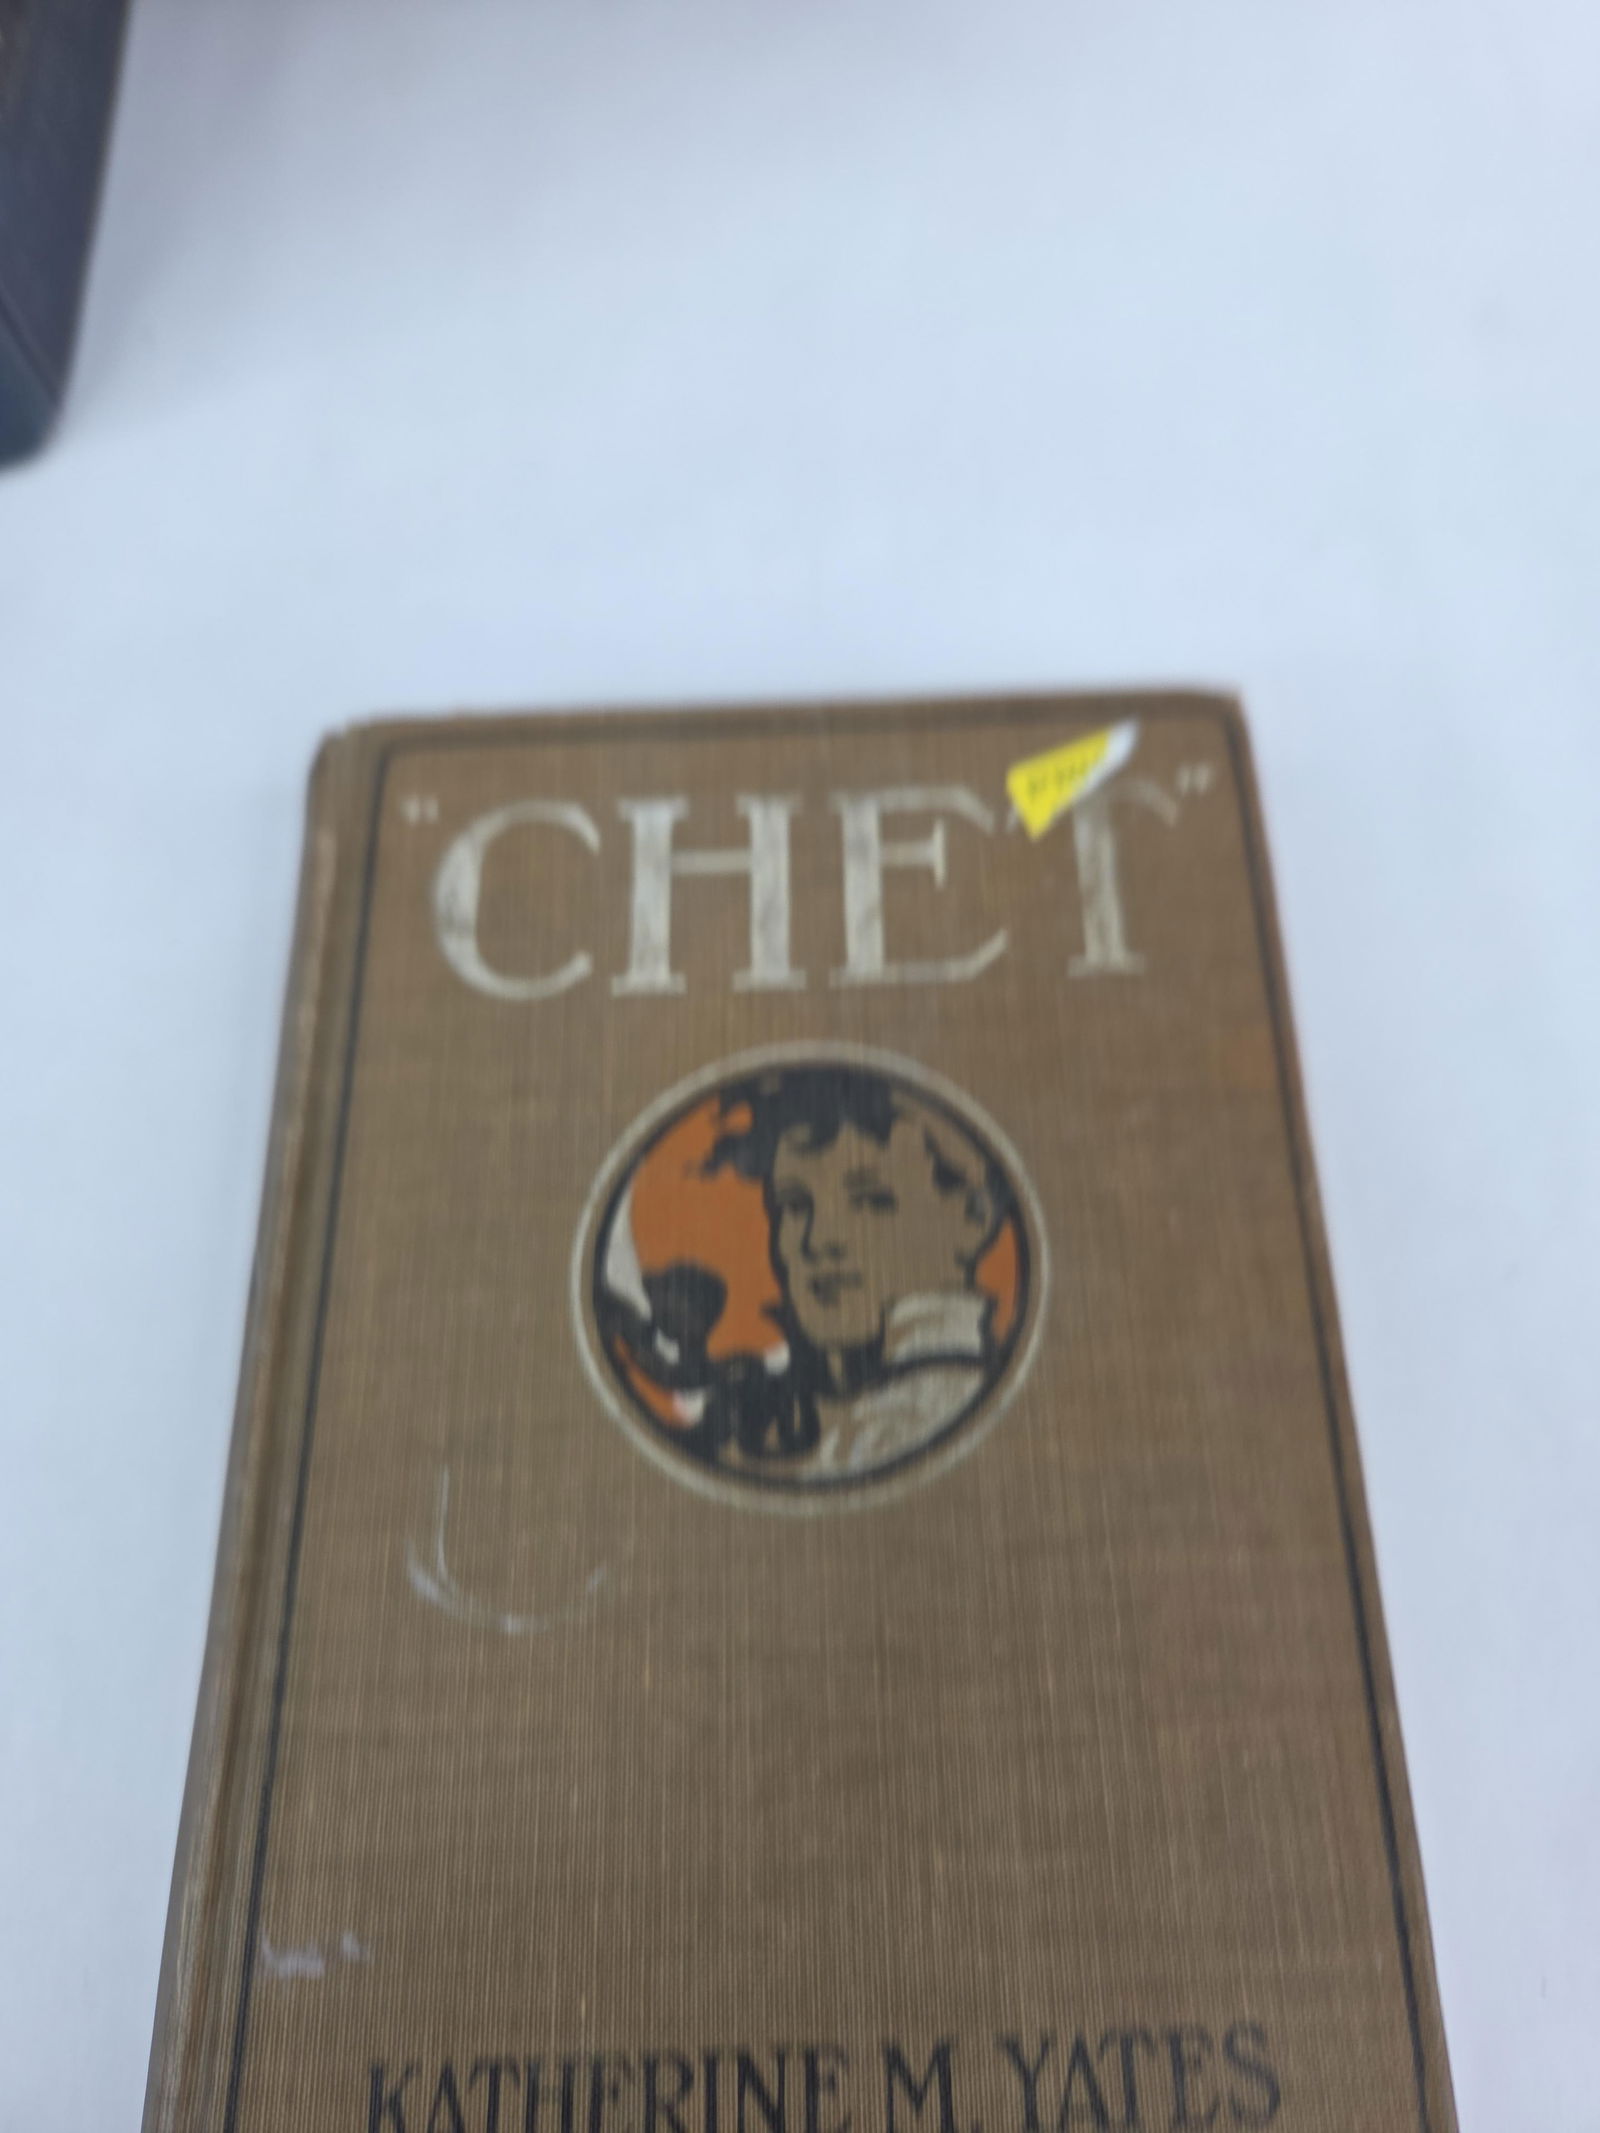 "CHET"
KATHERINE M. YATES